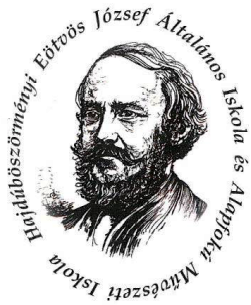 Hajdúböszörményi Eötvös József Általános Iskola és Alapfokú Művészeti Iskola